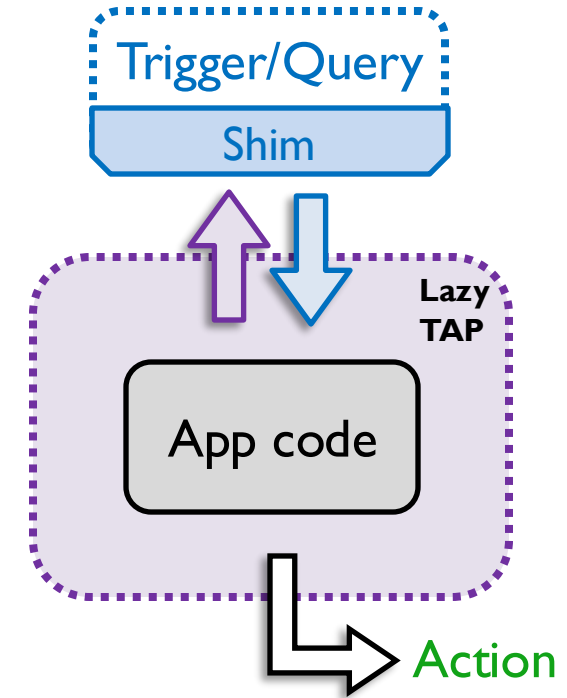 Trigger/Query
Shim
Lazy
TAP
App code
Action